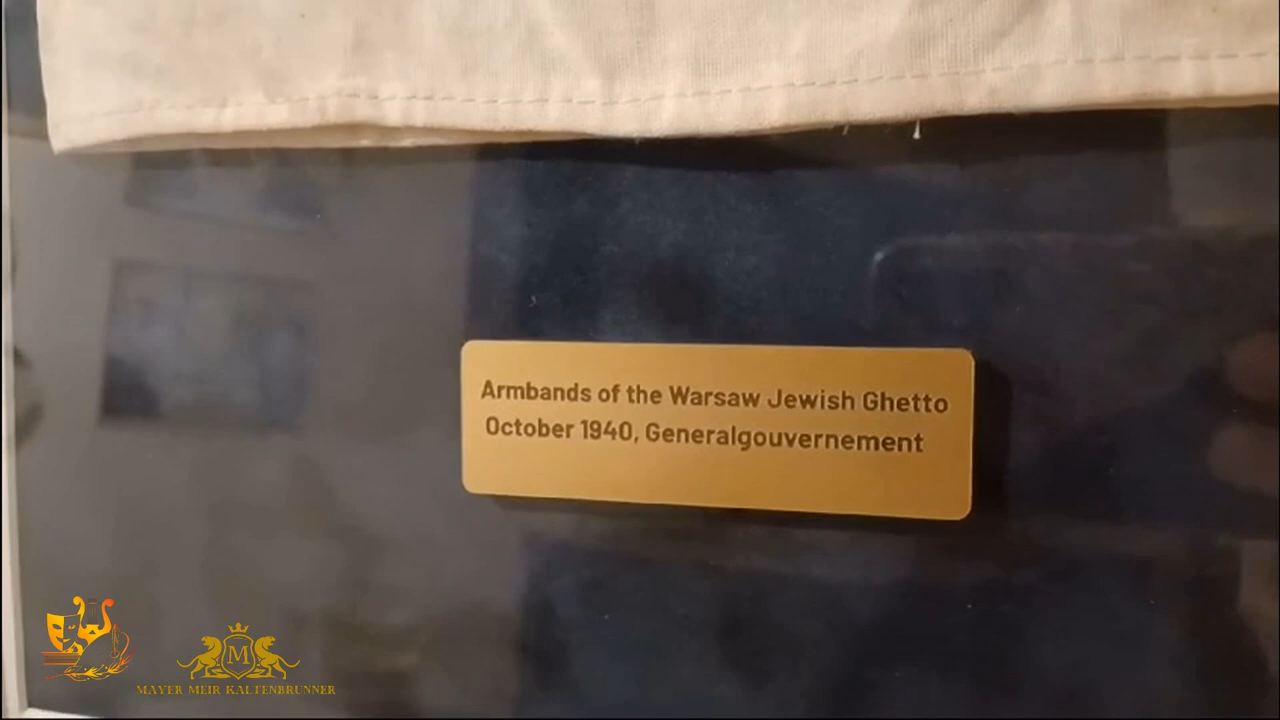 Armbands of the Warsaw Jewish Ghetto
October 1940, Generalgouvernement
M
MAYER MEIR KALTENBRUNNER